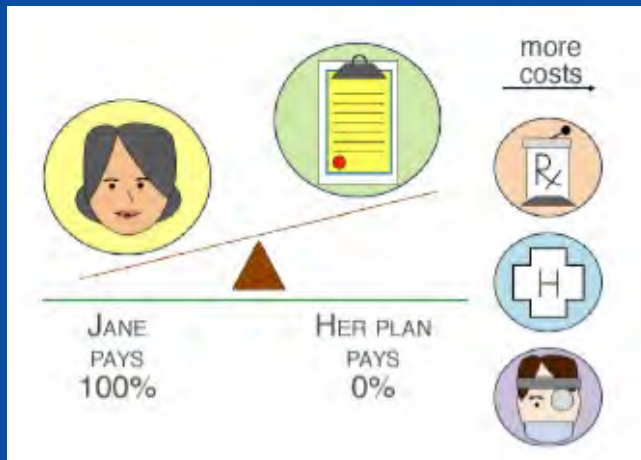 more
costs
Rx
H
JANE
PAYS
100%
HER PLAN
PAYS
0%